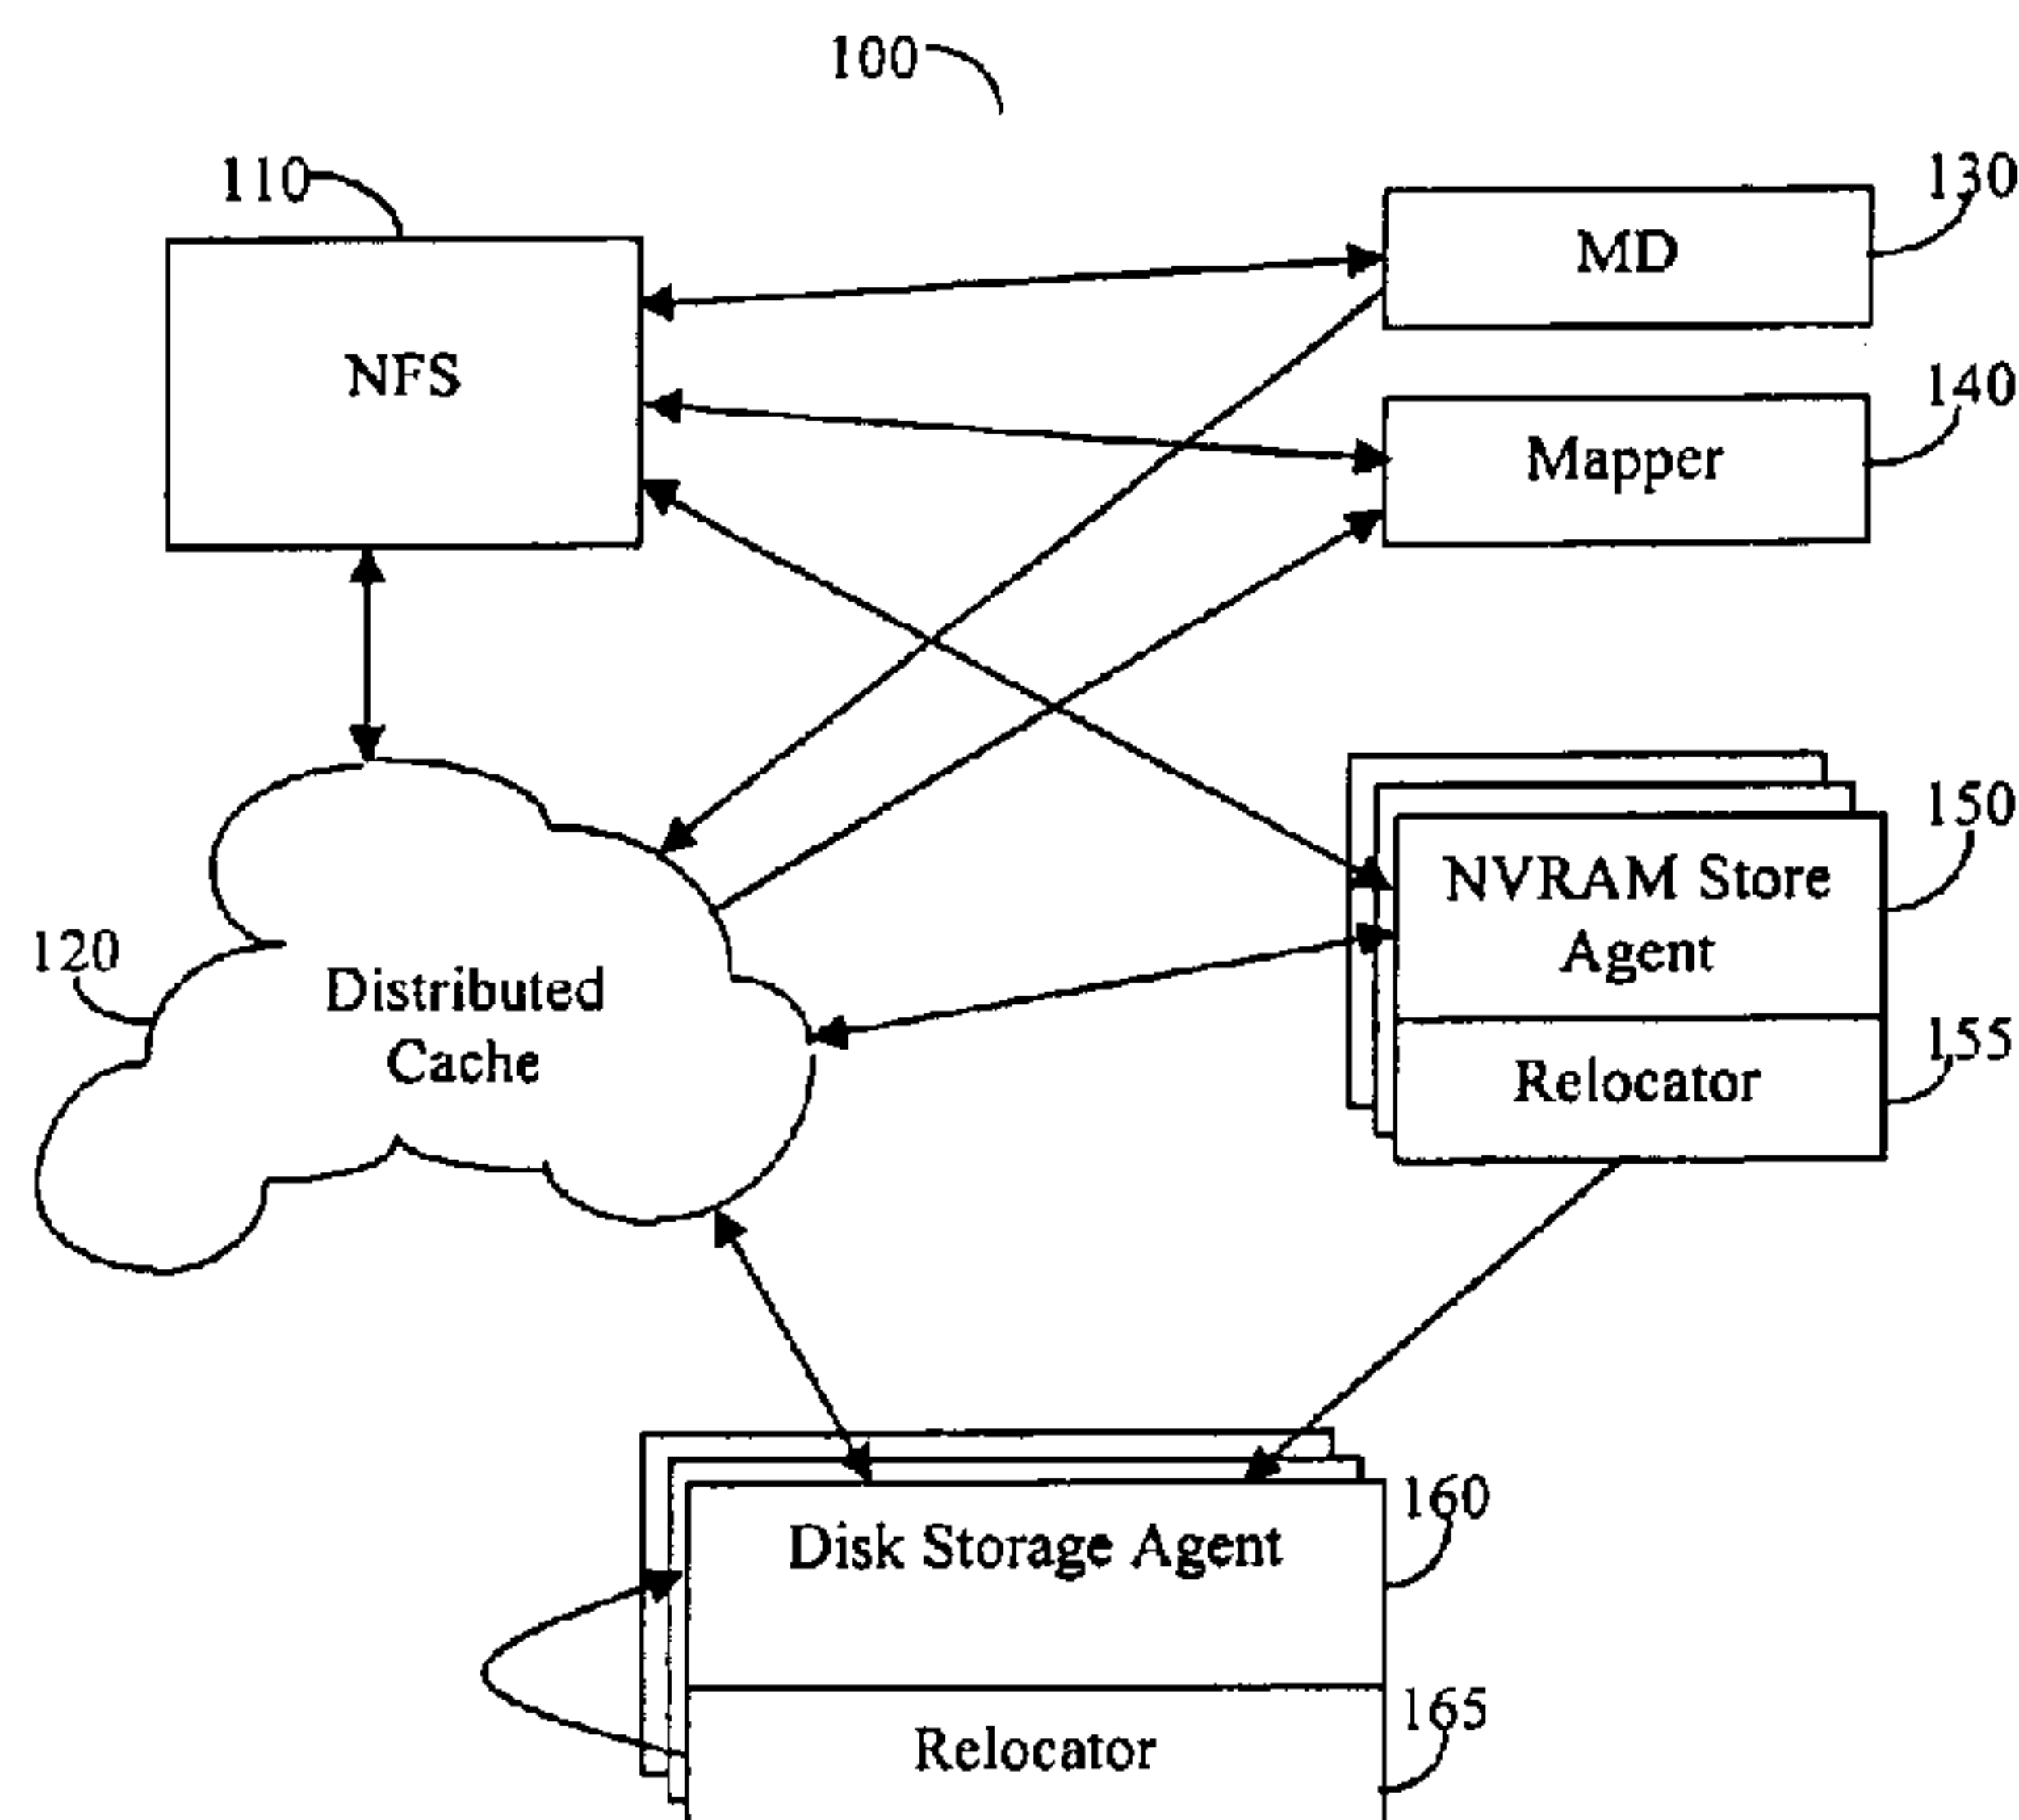 100
110
130
MD
NFS
140
Mapper
150
NVRAM Store
Agent
120
Distributed
Cache
155
Relocator
160
Disk Storage Agent
165
Relocator